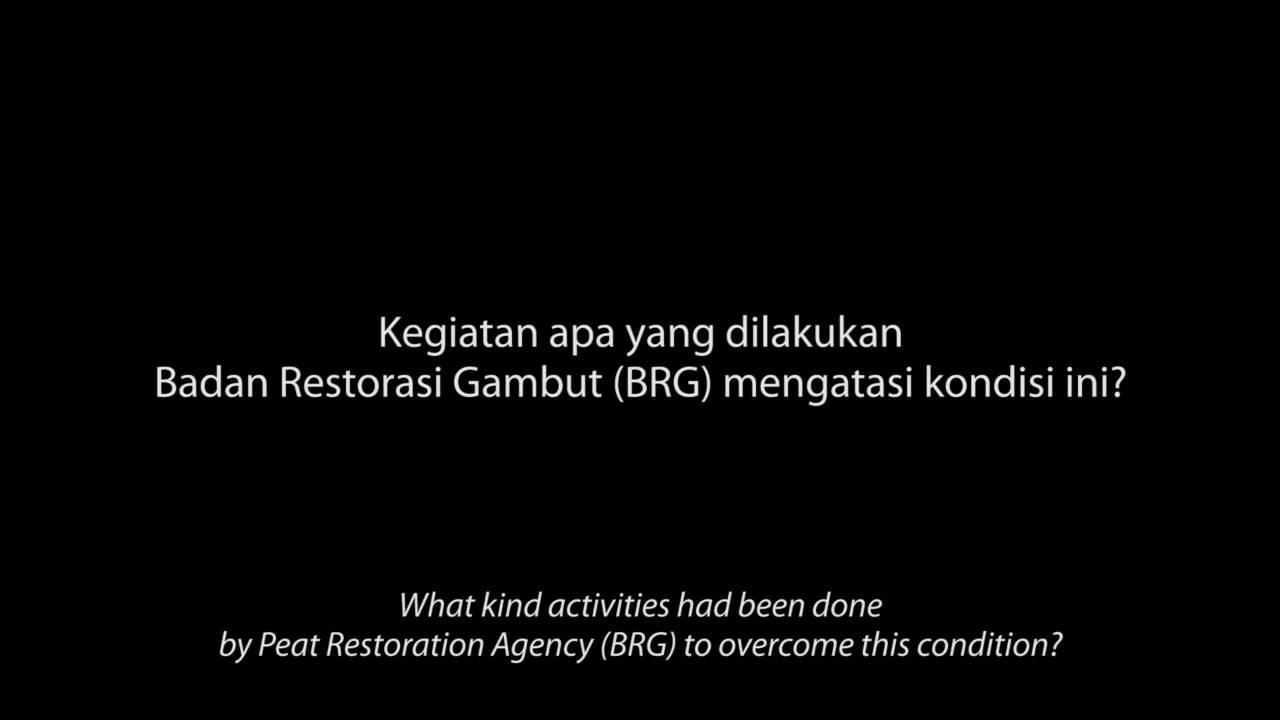 Kegiatan apa yang dilakukan
Badan Restorasi Gambut (BRG) mengatasi kondisi ini?
What kind activities had been done
by Peat Restoration Agency (BRG) to overcome this condition?